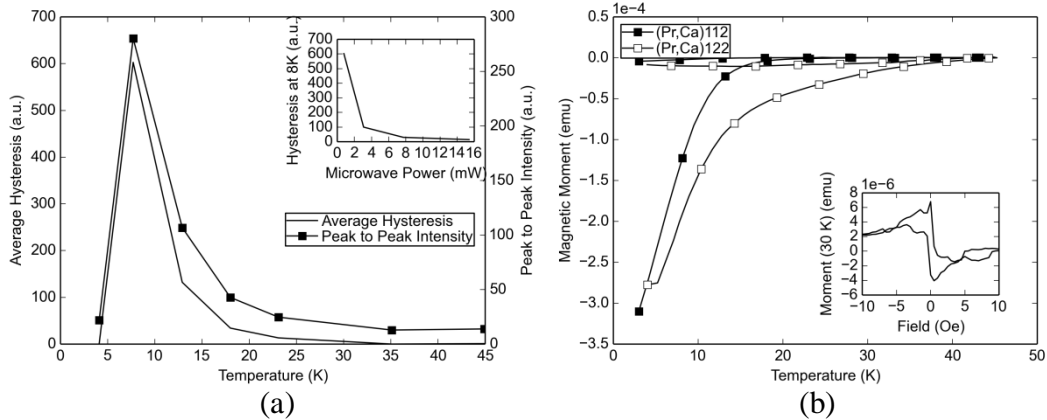 800
700
600
500
400
300
200
100
0
Average Hysteresis (a.u.)
0 5 10 15 20 25 30 35 40 45
Temperature (K)
300
250
200
150
100
50
0
Peak to Peak Intensity (a.u.)
700
600
500
400
300
200
100
0
Hysteresis at 8K (a.u.)
0 2 4 6 8 10 12 14 16
Microwave Power (mW)
Average Hysteresis
Peak to Peak Intensity
(a)
1e−4
0.5
0.0
−0.5
−1.0
−1.5
−2.0
−2.5
−3.0
−3.5
Magnetic Moment (emu)
0 10 20 30 40 50
Temperature (K)
(Pr,Ca)112
(Pr,Ca)122
1e−6
8
6
4
2
0
−2
−4
−6
Moment (30 K) (emu)
−10 −5 0 5 10
Field (Oe)
(b)